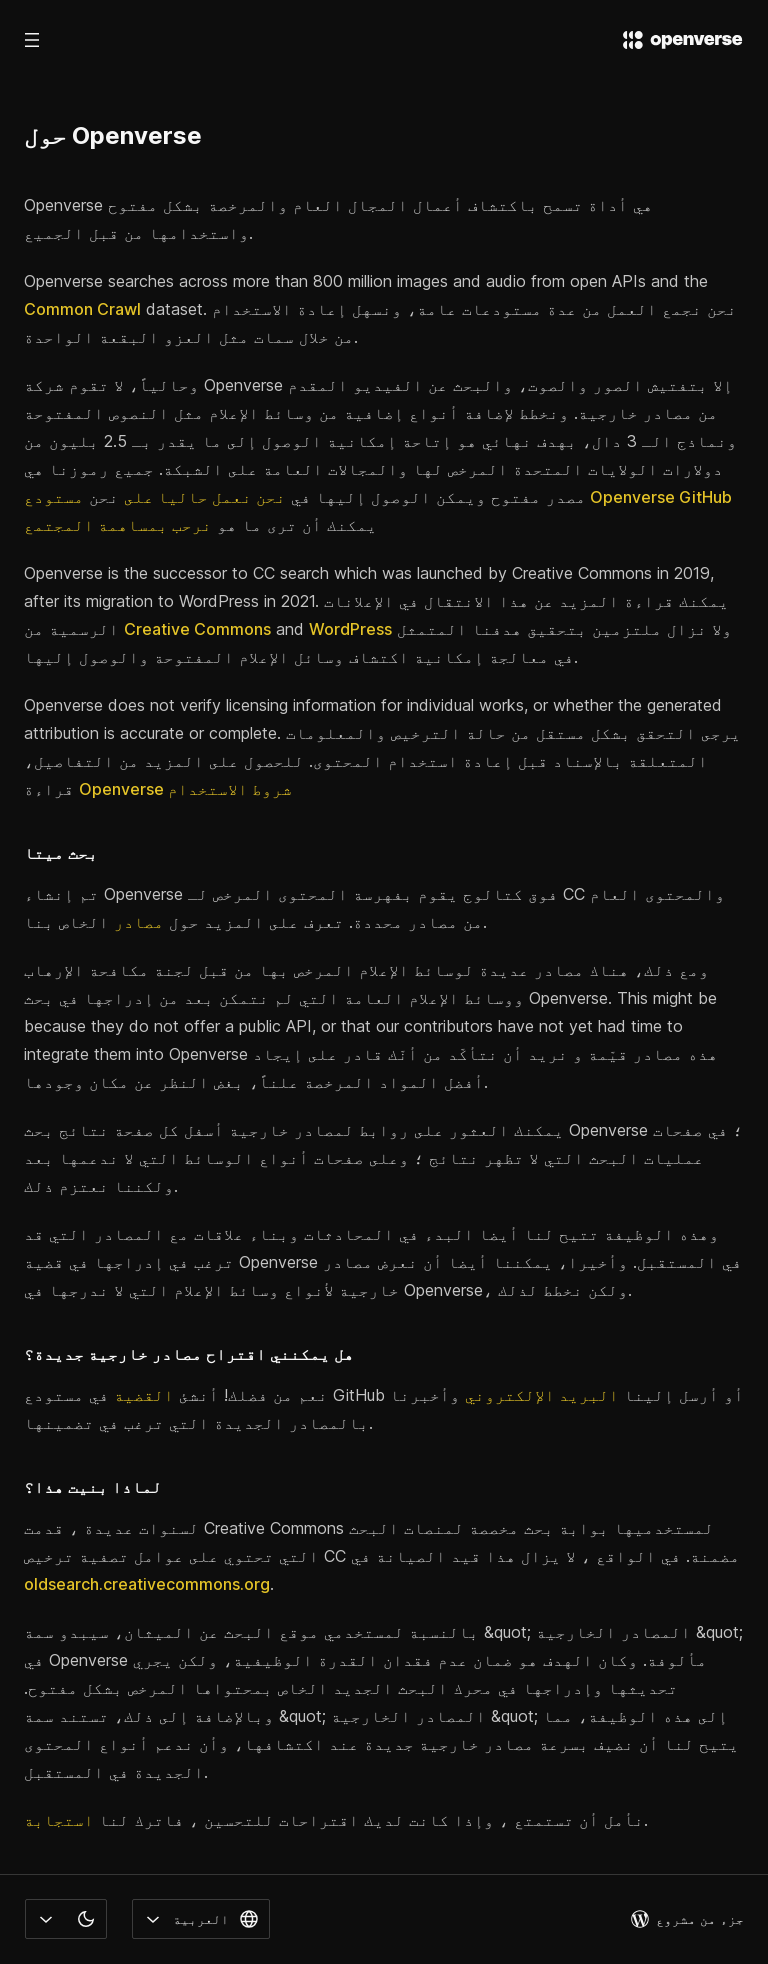 openverse
حول Openverse
Openverse هي أداة تسمح باكتشاف أعمال المجال العام والمرخصة بشكل مفتوح
واستخدامها من قبل الجميع.
Openverse searches across more than 800 million images and audio from open APIs and the
Common Crawl dataset. نحن نجمع العمل من عدة مستودعات عامة، ونسهل إعادة الاستخدام
من خلال سمات مثل العزو البقعة الواحدة.
وحالياً، لا تقوم شركة Openverse إلا بتفتيش الصور والصوت، والبحث عن الفيديو المقدم
من مصادر خارجية. ونخطط لإضافة أنواع إضافية من وسائط الإعلام مثل النصوص المفتوحة
ونماذج الـ 3 دال، بهدف نهائي هو إتاحة إمكانية الوصول إلى ما يقدر بـ 2.5 بليون من
دولارات الولايات المتحدة المرخص لها والمجالات العامة على الشبكة. جميع رموزنا هي
مصدر مفتوح ويمكن الوصول إليها في نحن نعمل حاليا على نحن مستودع Openverse GitHub
يمكنك أن ترى ما هو نرحب بمساهمة المجتمع
Openverse is the successor to CC search which was launched by Creative Commons in 2019,
after its migration to WordPress in 2021. يمكنك قراءة المزيد عن هذا الانتقال في الإعلانات
الرسمية من Creative Commons and WordPress ولا نزال ملتزمين بتحقيق هدفنا المتمثل
في معالجة إمكانية اكتشاف وسائل الإعلام المفتوحة والوصول إليها.
Openverse does not verify licensing information for individual works, or whether the generated
attribution is accurate or complete. يرجى التحقق بشكل مستقل من حالة الترخيص والمعلومات
المتعلقة بالإسناد قبل إعادة استخدام المحتوى. للحصول على المزيد من التفاصيل،
قراءة Openverse شروط الاستخدام
بحث ميتا
تم إنشاء Openverse فوق كتالوج يقوم بفهرسة المحتوى المرخص لـ CC والمحتوى العام
من مصادر محددة. تعرف على المزيد حول مصادر الخاص بنا.
ومع ذلك، هناك مصادر عديدة لوسائط الإعلام المرخص بها من قبل لجنة مكافحة الإرهاب
ووسائط الإعلام العامة التي لم نتمكن بعد من إدراجها في بحث Openverse. This might be
because they do not offer a public API, or that our contributors have not yet had time to
integrate them into Openverse هذه مصادر قيّمة و نريد أن نتأكّد من أنّك قادر على إيجاد
أفضل المواد المرخصة علناً، بغض النظر عن مكان وجودها.
يمكنك العثور على روابط لمصادر خارجية أسفل كل صفحة نتائج بحث Openverse ؛ في صفحات
عمليات البحث التي لا تظهر نتائج ؛ وعلى صفحات أنواع الوسائط التي لا ندعمها بعد
ولكننا نعتزم ذلك.
وهذه الوظيفة تتيح لنا أيضا البدء في المحادثات وبناء علاقات مع المصادر التي قد
ترغب في إدراجها في قضية Openverse في المستقبل. وأخيرا، يمكننا أيضا أن نعرض مصادر
خارجية لأنواع وسائط الإعلام التي لا ندرجها في Openverse، ولكن نخطط لذلك.
هل يمكنني اقتراح مصادر خارجية جديدة؟
نعم من فضلك! أنشئ القضية في مستودع GitHub أو أرسل إلينا البريد الإلكتروني وأخبرنا
بالمصادر الجديدة التي ترغب في تضمينها.
لماذا بنيت هذا؟
لسنوات عديدة ، قدمت Creative Commons لمستخدميها بوابة بحث مخصصة لمنصات البحث
التي تحتوي على عوامل تصفية ترخيص CC مضمنة. في الواقع ، لا يزال هذا قيد الصيانة في
oldsearch.creativecommons.org.
بالنسبة لمستخدمي موقع البحث عن الميثان، سيبدو سمة &quot; المصادر الخارجية &quot;
في Openverse مألوفة. وكان الهدف هو ضمان عدم فقدان القدرة الوظيفية، ولكن يجري
تحديثها وإدراجها في محرك البحث الجديد الخاص بمحتواها المرخص بشكل مفتوح.
وبالإضافة إلى ذلك، تستند سمة &quot; المصادر الخارجية &quot; إلى هذه الوظيفة، مما
يتيح لنا أن نضيف بسرعة مصادر خارجية جديدة عند اكتشافها، وأن ندعم أنواع المحتوى
الجديدة في المستقبل.
نأمل أن تستمتع ، وإذا كانت لديك اقتراحات للتحسين ، فاترك لنا استجابة.
جزء من مشروع
العربية